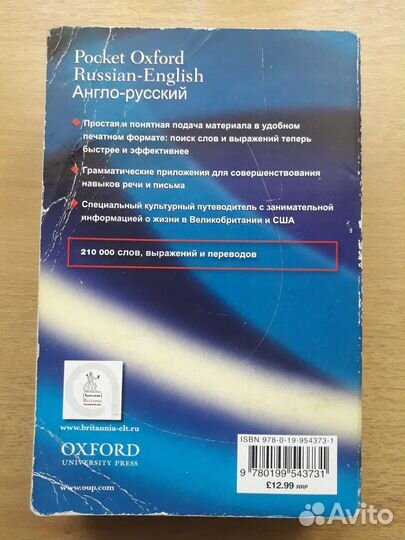 Pocket Oxford
Russian-English
Англо-русский
Простая и понятная подача материала в удобном
печатном формате: поиск слов и выражений теперь
быстрее и эффективнее
Грамматические приложения для совершенствования
навыков речи и письма
Специальный культурный путеводитель с занимательной
информацией о жизни в Великобритании и США
210 000 слов, выражений и переводов
www.britannia-elt.ru
OXFORD
UNIVERSITY PRESS
www.oup.com
ISBN 978-0-19-954373-1
9 780199 543731
£12.99 RRP
Avito